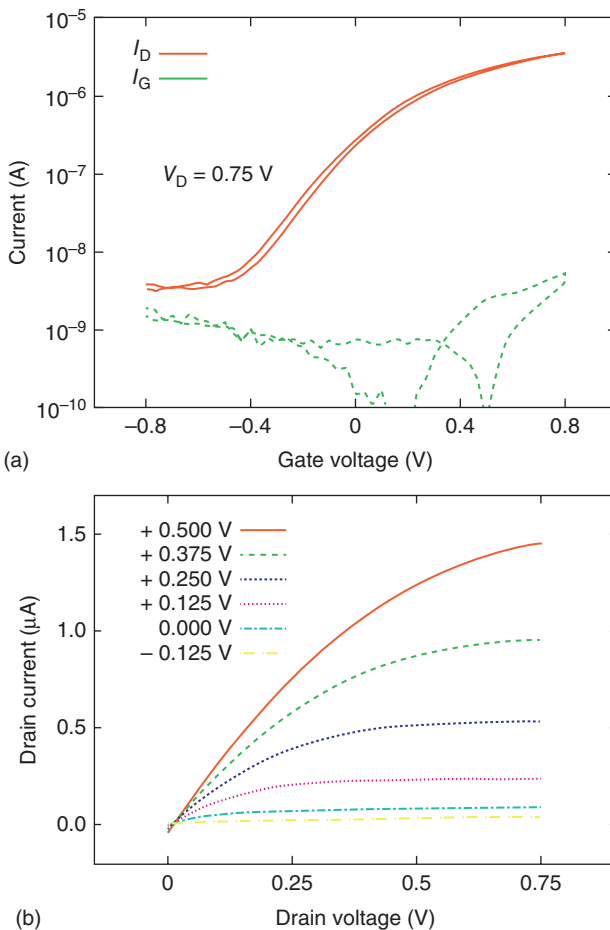 10⁻⁵
I_D
I_G
10⁻⁶
V_D = 0.75 V
10⁻⁷
Current (A)
10⁻⁸
10⁻⁹
10⁻¹⁰
−0.8 −0.4 0 0.4 0.8
(a) Gate voltage (V)
1.5
+ 0.500 V
+ 0.375 V
+ 0.250 V
+ 0.125 V
0.000 V
− 0.125 V
1.0
Drain current (μA)
0.5
0.0
0 0.25 0.5 0.75
(b) Drain voltage (V)